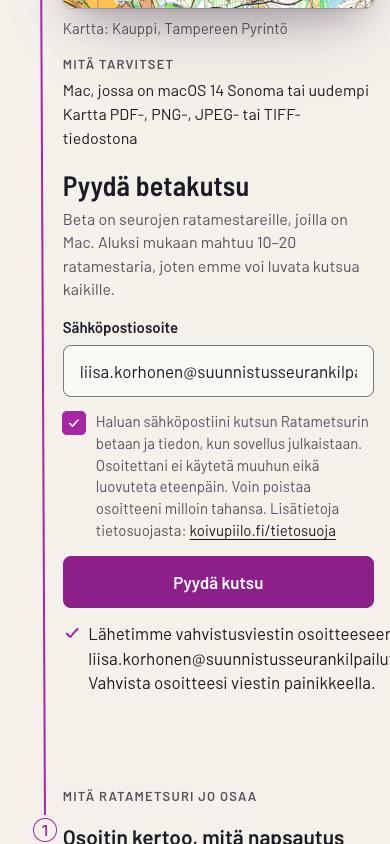 Kartta: Kauppi, Tampereen Pyrintö
MITÄ TARVITSET
Mac, jossa on macOS 14 Sonoma tai uudempi
Kartta PDF-, PNG-, JPEG- tai TIFF-
tiedostona
Pyydä betakutsu
Beta on seurojen ratamestareille, joilla on
Mac. Aluksi mukaan mahtuu 10–20
ratamestaria, joten emme voi luvata kutsua
kaikille.
Sähköpostiosoite
liisa.korhonen@suunnistusseurankilpa
Haluan sähköpostiini kutsun Ratametsurin
betaan ja tiedon, kun sovellus julkaistaan.
Osoitettani ei käytetä muuhun eikä
luovuteta eteenpäin. Voin poistaa
osoitteeni milloin tahansa. Lisätietoja
tietosuojasta: koivupiilo.fi/tietosuoja
Pyydä kutsu
Lähetimme vahvistusviestin osoitteeseen
liisa.korhonen@suunnistusseurankilpailu
Vahvista osoitteesi viestin painikkeella.
MITÄ RATAMETSURI JO OSAA
1 Osoitin kertoo, mitä napsautus